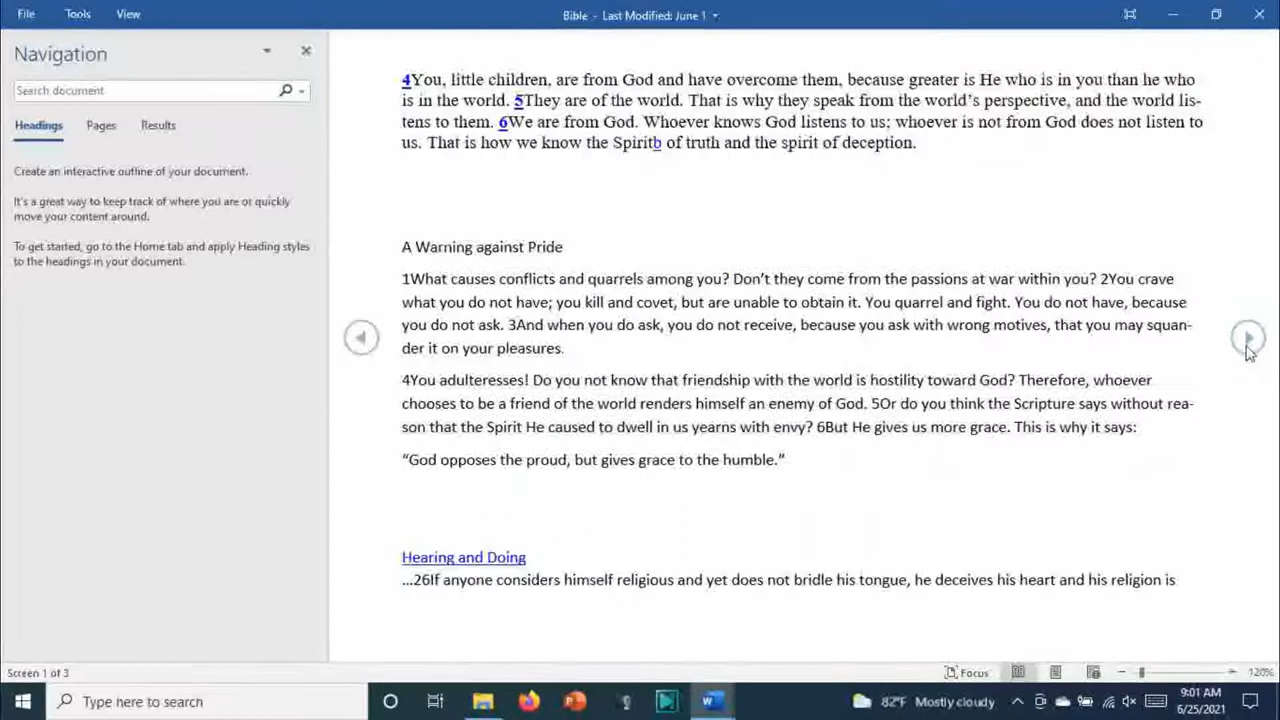 File Tools View Bible - Last Modified: June 1
Navigation
Search document
Headings Pages Results
Create an interactive outline of your document.
It's a great way to keep track of where you are or quickly
move your content around.
To get started, go to the Home tab and apply Heading styles
to the headings in your document.
4You, little children, are from God and have overcome them, because greater is He who is in you than he who
is in the world. 5They are of the world. That is why they speak from the world’s perspective, and the world lis-
tens to them. 6We are from God. Whoever knows God listens to us; whoever is not from God does not listen to
us. That is how we know the Spiritb of truth and the spirit of deception.
A Warning against Pride
1What causes conflicts and quarrels among you? Don’t they come from the passions at war within you? 2You crave
what you do not have; you kill and covet, but are unable to obtain it. You quarrel and fight. You do not have, because
you do not ask. 3And when you do ask, you do not receive, because you ask with wrong motives, that you may squan-
der it on your pleasures.
4You adulteresses! Do you not know that friendship with the world is hostility toward God? Therefore, whoever
chooses to be a friend of the world renders himself an enemy of God. 5Or do you think the Scripture says without rea-
son that the Spirit He caused to dwell in us yearns with envy? 6But He gives us more grace. This is why it says:
“God opposes the proud, but gives grace to the humble.”
Hearing and Doing
…26If anyone considers himself religious and yet does not bridle his tongue, he deceives his heart and his religion is
Screen 1 of 3 Focus 120%
Type here to search 82°F Mostly cloudy 9:01 AM
6/25/2021